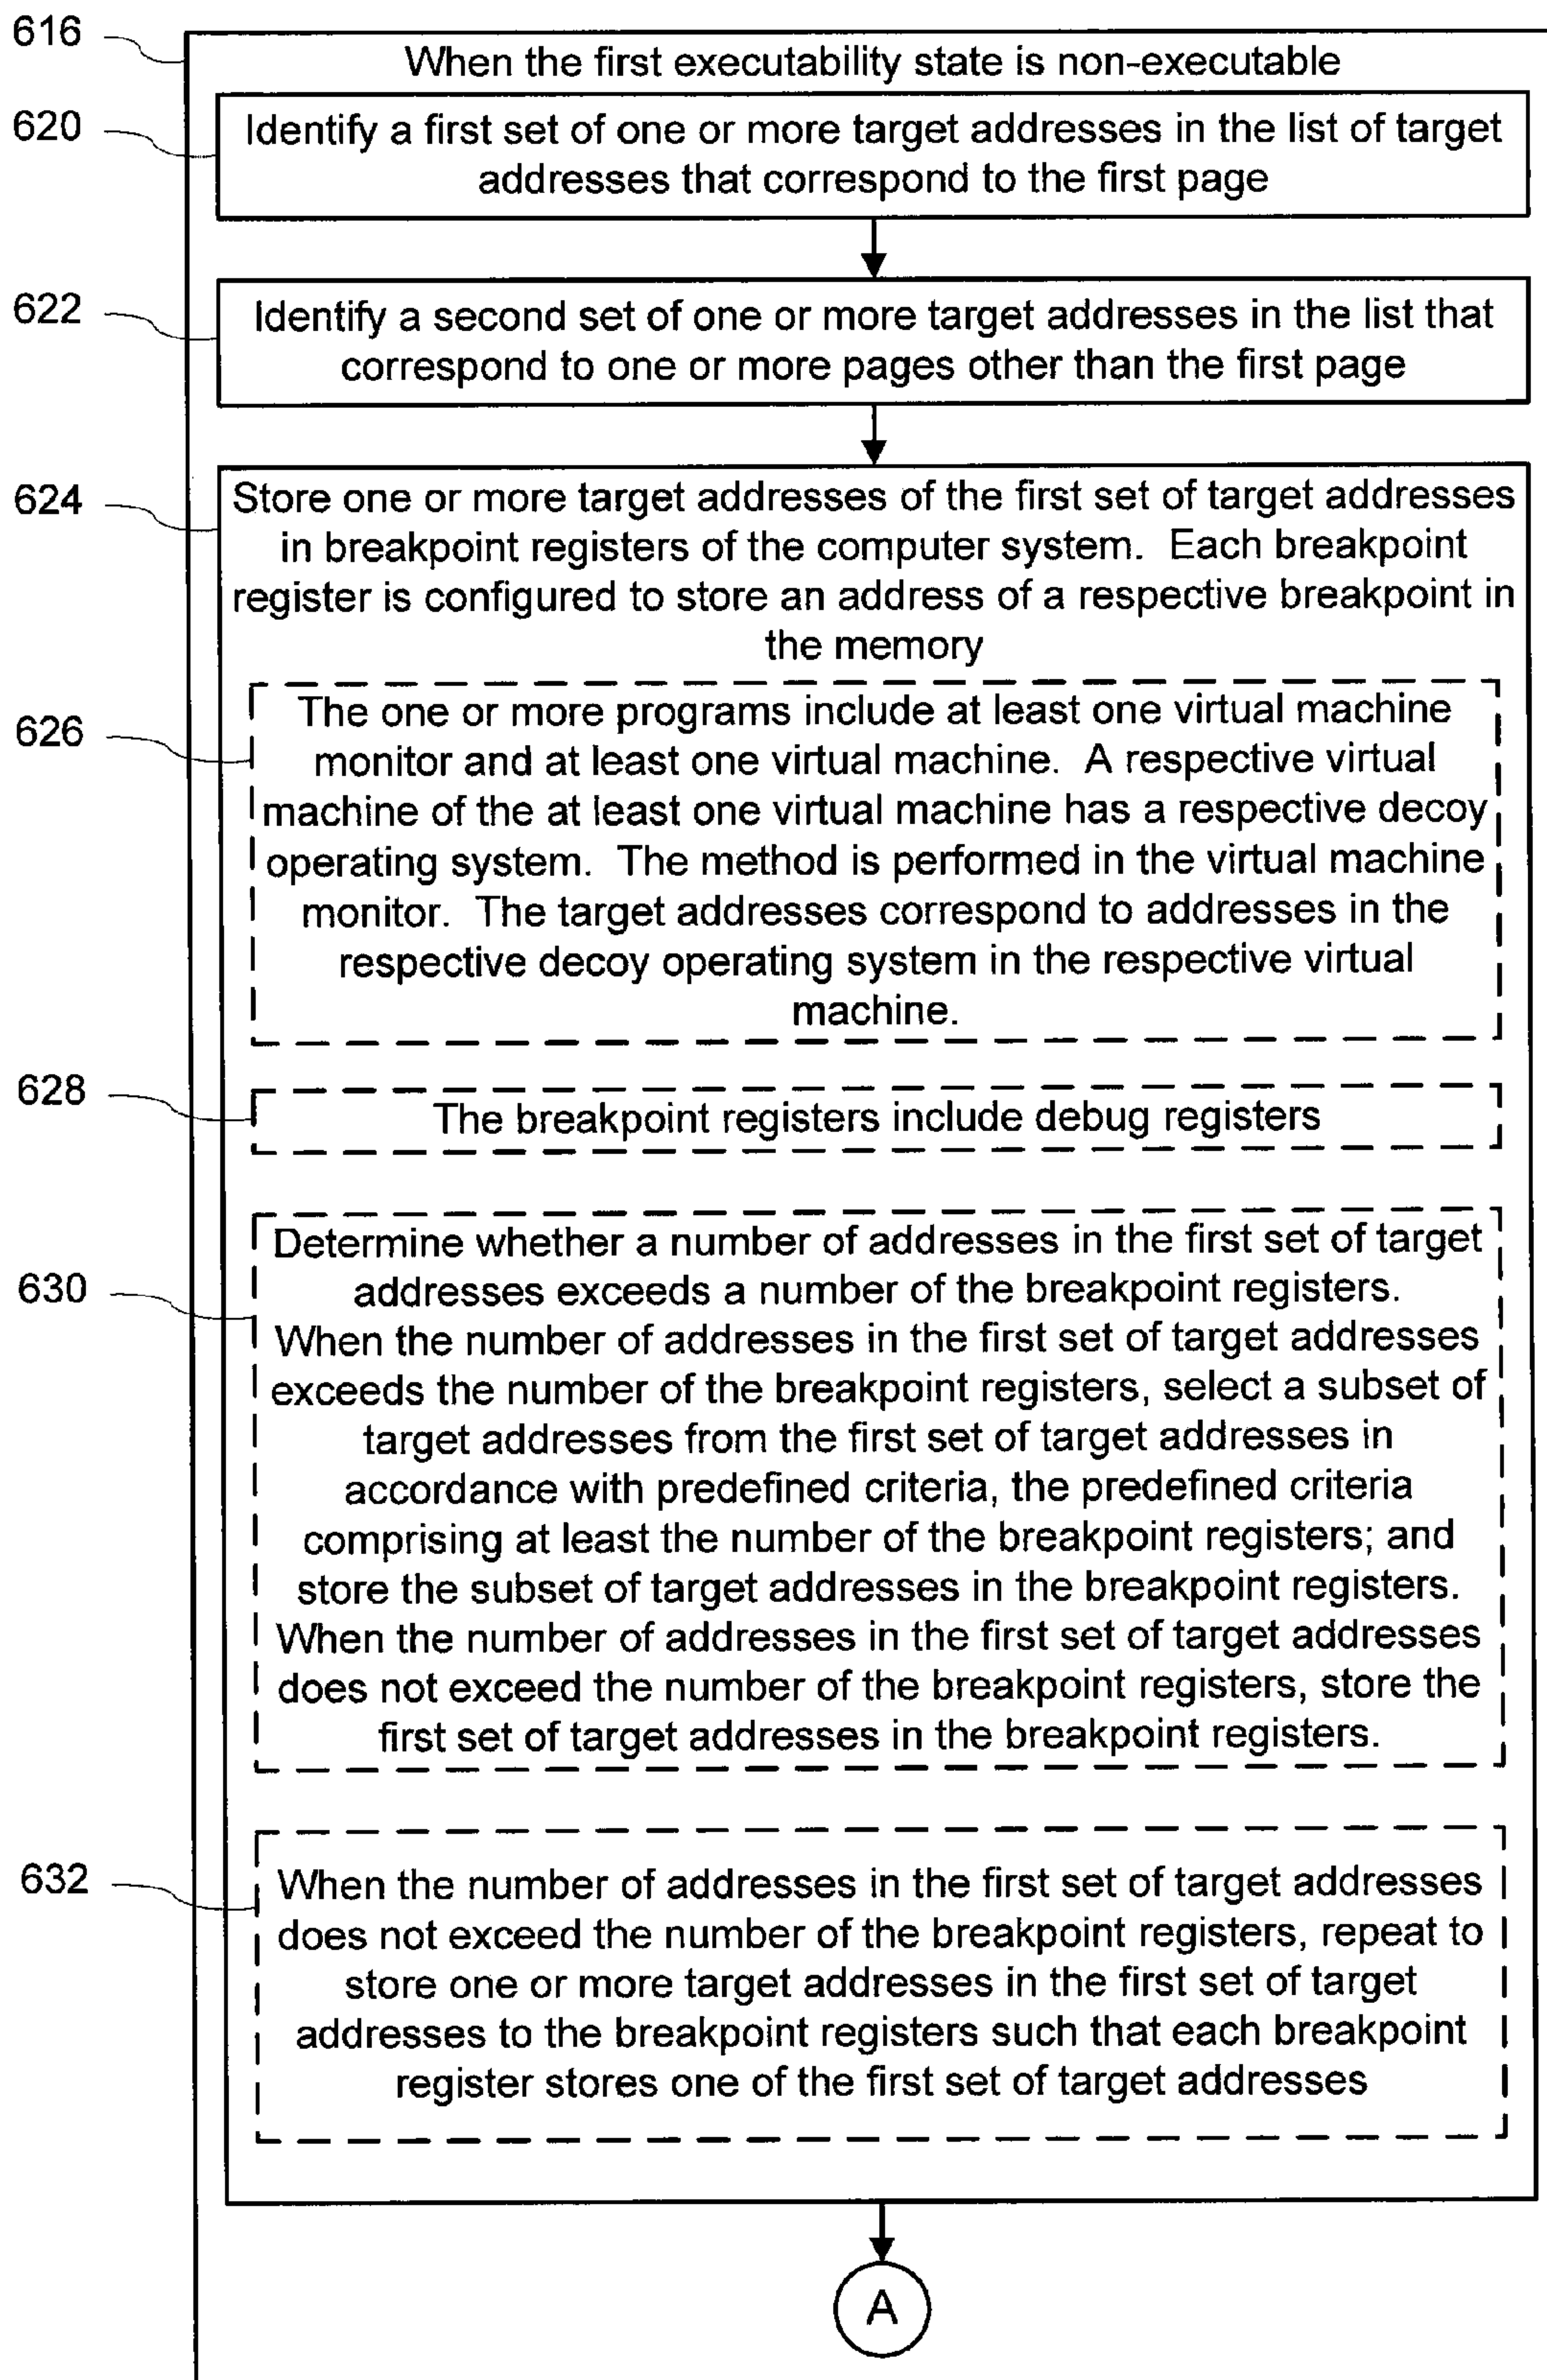 616
When the first executability state is non-executable
620
Identify a first set of one or more target addresses in the list of target
addresses that correspond to the first page
622
Identify a second set of one or more target addresses in the list that
correspond to one or more pages other than the first page
624
Store one or more target addresses of the first set of target addresses
in breakpoint registers of the computer system. Each breakpoint
register is configured to store an address of a respective breakpoint in
the memory
626
The one or more programs include at least one virtual machine
monitor and at least one virtual machine. A respective virtual
machine of the at least one virtual machine has a respective decoy
operating system. The method is performed in the virtual machine
monitor. The target addresses correspond to addresses in the
respective decoy operating system in the respective virtual
machine.
628
The breakpoint registers include debug registers
630
Determine whether a number of addresses in the first set of target
addresses exceeds a number of the breakpoint registers.
When the number of addresses in the first set of target addresses
exceeds the number of the breakpoint registers, select a subset of
target addresses from the first set of target addresses in
accordance with predefined criteria, the predefined criteria
comprising at least the number of the breakpoint registers; and
store the subset of target addresses in the breakpoint registers.
When the number of addresses in the first set of target addresses
does not exceed the number of the breakpoint registers, store the
first set of target addresses in the breakpoint registers.
632
When the number of addresses in the first set of target addresses
does not exceed the number of the breakpoint registers, repeat to
store one or more target addresses in the first set of target
addresses to the breakpoint registers such that each breakpoint
register stores one of the first set of target addresses
A